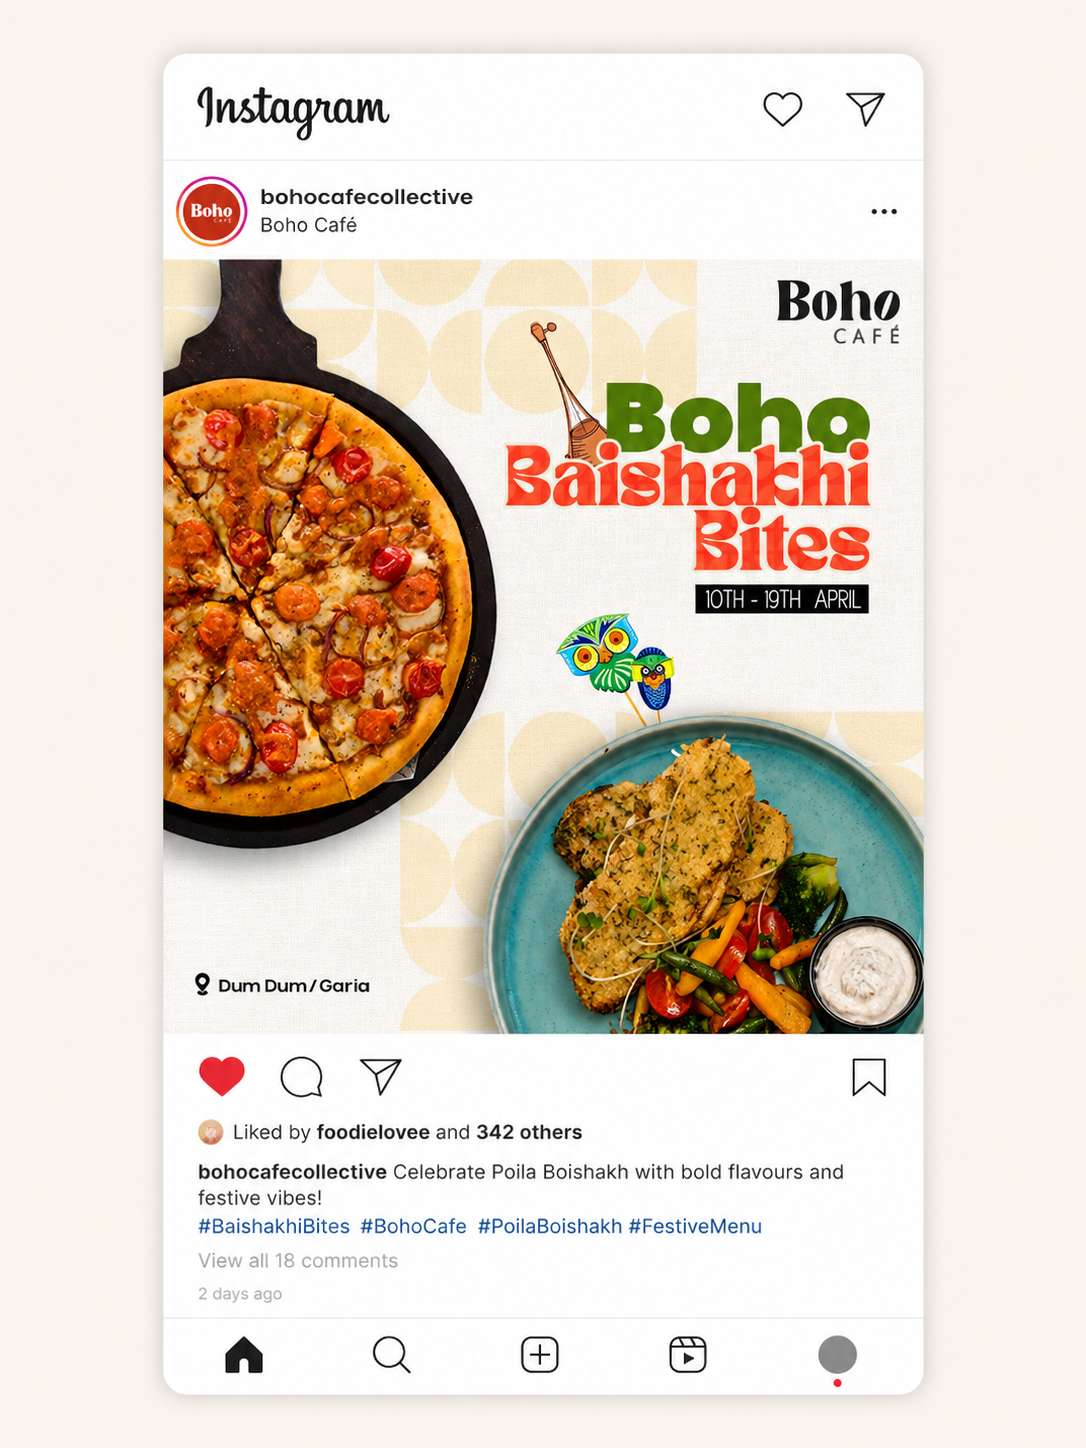 Instagram
Boho
CAFÉ
bohocafecollective
Boho Café
Boho
CAFÉ
Boho
Baishakhi
Bites
10TH - 19TH APRIL
Dum Dum / Garia
Liked by foodielovee and 342 others
bohocafecollective Celebrate Poila Boishakh with bold flavours and
festive vibes!
#BaishakhiBites #BohoCafe #PoilaBoishakh #FestiveMenu
View all 18 comments
2 days ago